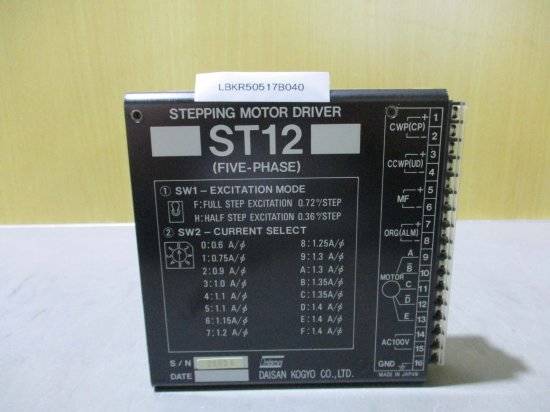 LBKR50517B040
STEPPING MOTOR DRIVER
ST12
(FIVE-PHASE)
① SW1-EXCITATION MODE
F:FULL STEP EXCITATION 0.72°/STEP
H:HALF STEP EXCITATION 0.36°/STEP
② SW2-CURRENT SELECT
0:0.6 A/φ 8:1.25A/φ
1:0.75A/φ 9:1.3 A/φ
2:0.9 A/φ A:1.3 A/φ
3:1.0 A/φ B:1.35A/φ
4:1.1 A/φ C:1.35A/φ
5:1.1 A/φ D:1.4 A/φ
6:1.15A/φ E:1.4 A/φ
7:1.2 A/φ F:1.4 A/φ
S/N
DATE
DAISAN KOGYO CO.,LTD.
CWP(CP) + 1
- 2
CCWP(UD) + 3
- 4
MF + 5
- 6
ORG(ALM) + 7
- 8
A 9
B 10
MOTOR C 11
D 12
E 13
AC100V 14
15
GND 16
MADE IN JAPAN